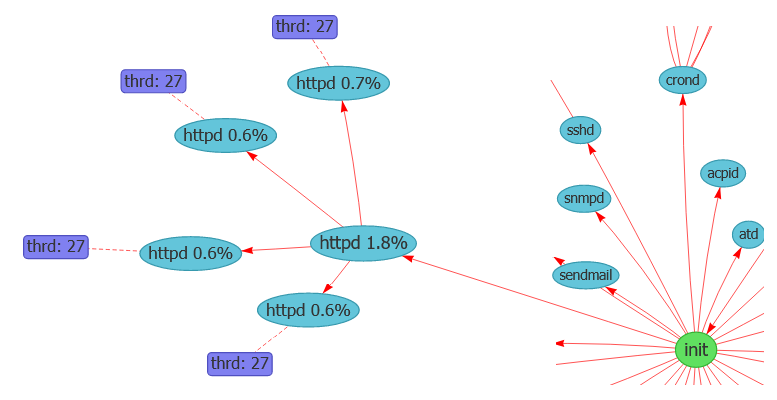 thrd: 27
httpd 0.7%
thrd: 27
httpd 0.6%
thrd: 27
httpd 0.6%
httpd 1.8%
httpd 0.6%
thrd: 27
crond
sshd
acpid
snmpd
atd
sendmail
init